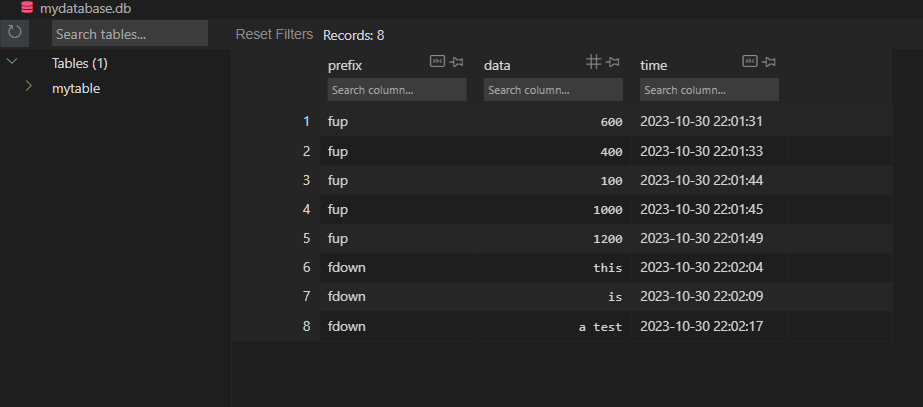 mydatabase.db
Search tables...
Reset Filters Records: 8
Tables (1)
mytable
prefix data time
Search column... Search column... Search column...
1 fup 600 2023-10-30 22:01:31
2 fup 400 2023-10-30 22:01:33
3 fup 100 2023-10-30 22:01:44
4 fup 1000 2023-10-30 22:01:45
5 fup 1200 2023-10-30 22:01:49
6 fdown this 2023-10-30 22:02:04
7 fdown is 2023-10-30 22:02:09
8 fdown a test 2023-10-30 22:02:17